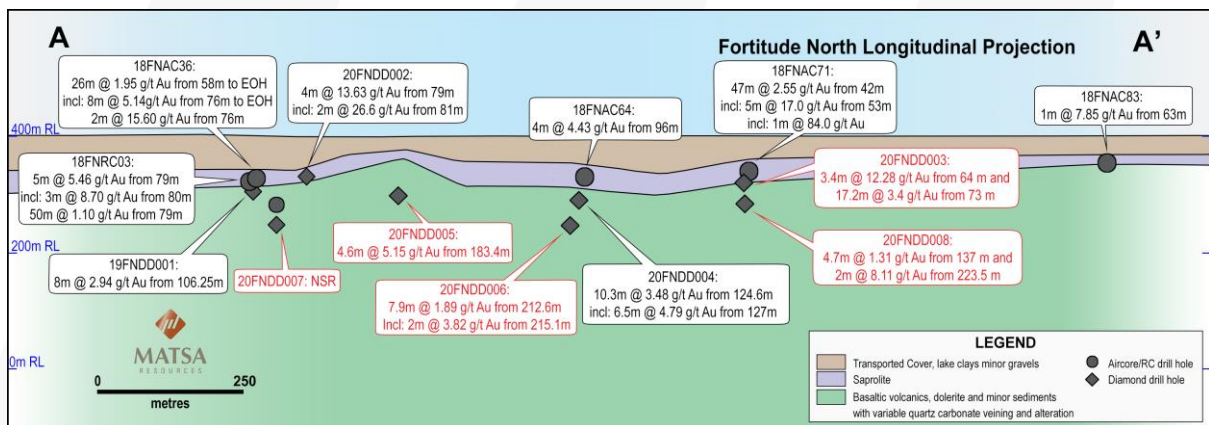 A
Fortitude North Longitudinal Projection
A'
18FNAC36:
26m @ 1.95 g/t Au from 58m to EOH
incl: 8m @ 5.14g/t Au from 76m to EOH
2m @ 15.60 g/t Au from 76m
20FNDD002:
4m @ 13.63 g/t Au from 79m
incl: 2m @ 26.6 g/t Au from 81m
18FNAC64:
4m @ 4.43 g/t Au from 96m
18FNAC71:
47m @ 2.55 g/t Au from 42m
incl: 5m @ 17.0 g/t Au from 53m
incl: 1m @ 84.0 g/t Au
18FNAC83:
1m @ 7.85 g/t Au from 63m
400m RL
18FNRC03:
5m @ 5.46 g/t Au from 79m
incl: 3m @ 8.70 g/t Au from 80m
50m @ 1.10 g/t Au from 79m
20FNDD003:
3.4m @ 12.28 g/t Au from 64 m and
17.2m @ 3.4 g/t Au from 73 m
200m RL
19FNDD001:
8m @ 2.94 g/t Au from 106.25m
20FNDD007: NSR
20FNDD005:
4.6m @ 5.15 g/t Au from 183.4m
20FNDD006:
7.9m @ 1.89 g/t Au from 212.6m
Incl: 2m @ 3.82 g/t Au from 215.1m
20FNDD004:
10.3m @ 3.48 g/t Au from 124.6m
incl: 6.5m @ 4.79 g/t Au from 127m
20FNDD008:
4.7m @ 1.31 g/t Au from 137 m and
2m @ 8.11 g/t Au from 223.5 m
MATSA
RESOURCES
0m RL
0 250
metres
LEGEND
Transported Cover, lake clays minor gravels
Saprolite
Basaltic volcanics, dolerite and minor sediments
with variable quartz carbonate veining and alteration
Aircore/RC drill hole
Diamond drill hole